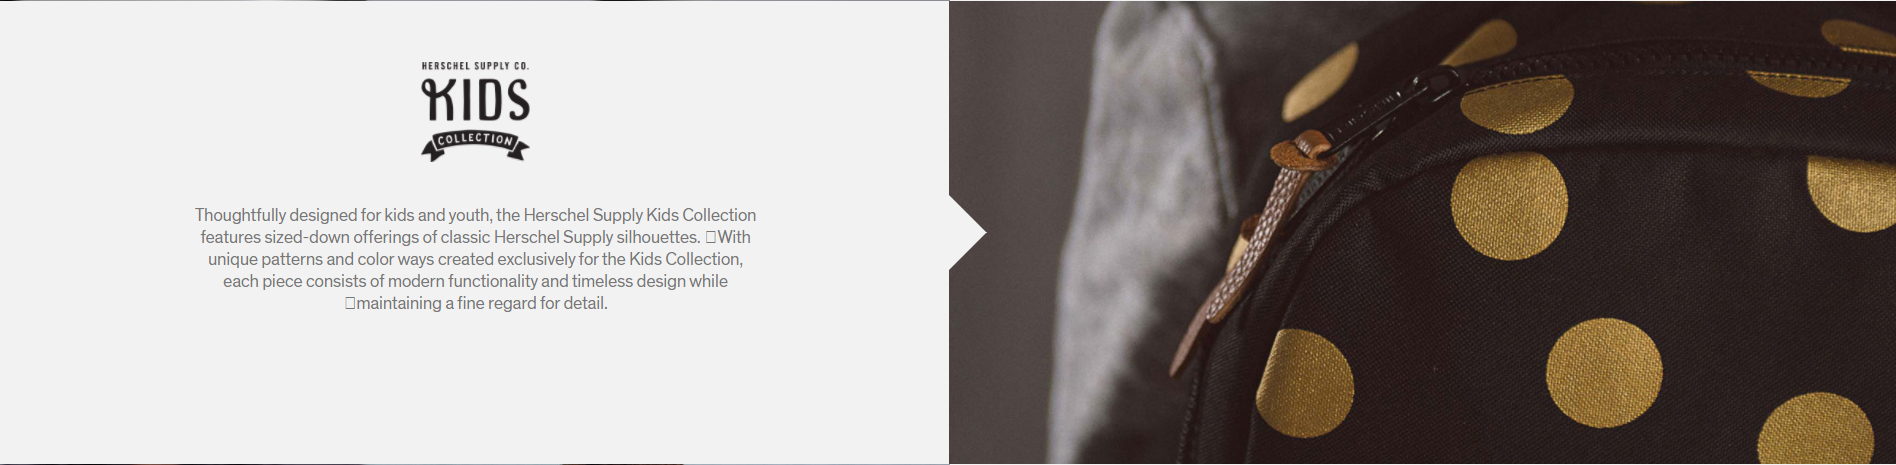 HERSCHEL SUPPLY CO.
KIDS
COLLECTION
Thoughtfully designed for kids and youth, the Herschel Supply Kids Collection
features sized-down offerings of classic Herschel Supply silhouettes. □With
unique patterns and color ways created exclusively for the Kids Collection,
each piece consists of modern functionality and timeless design while
□maintaining a fine regard for detail.